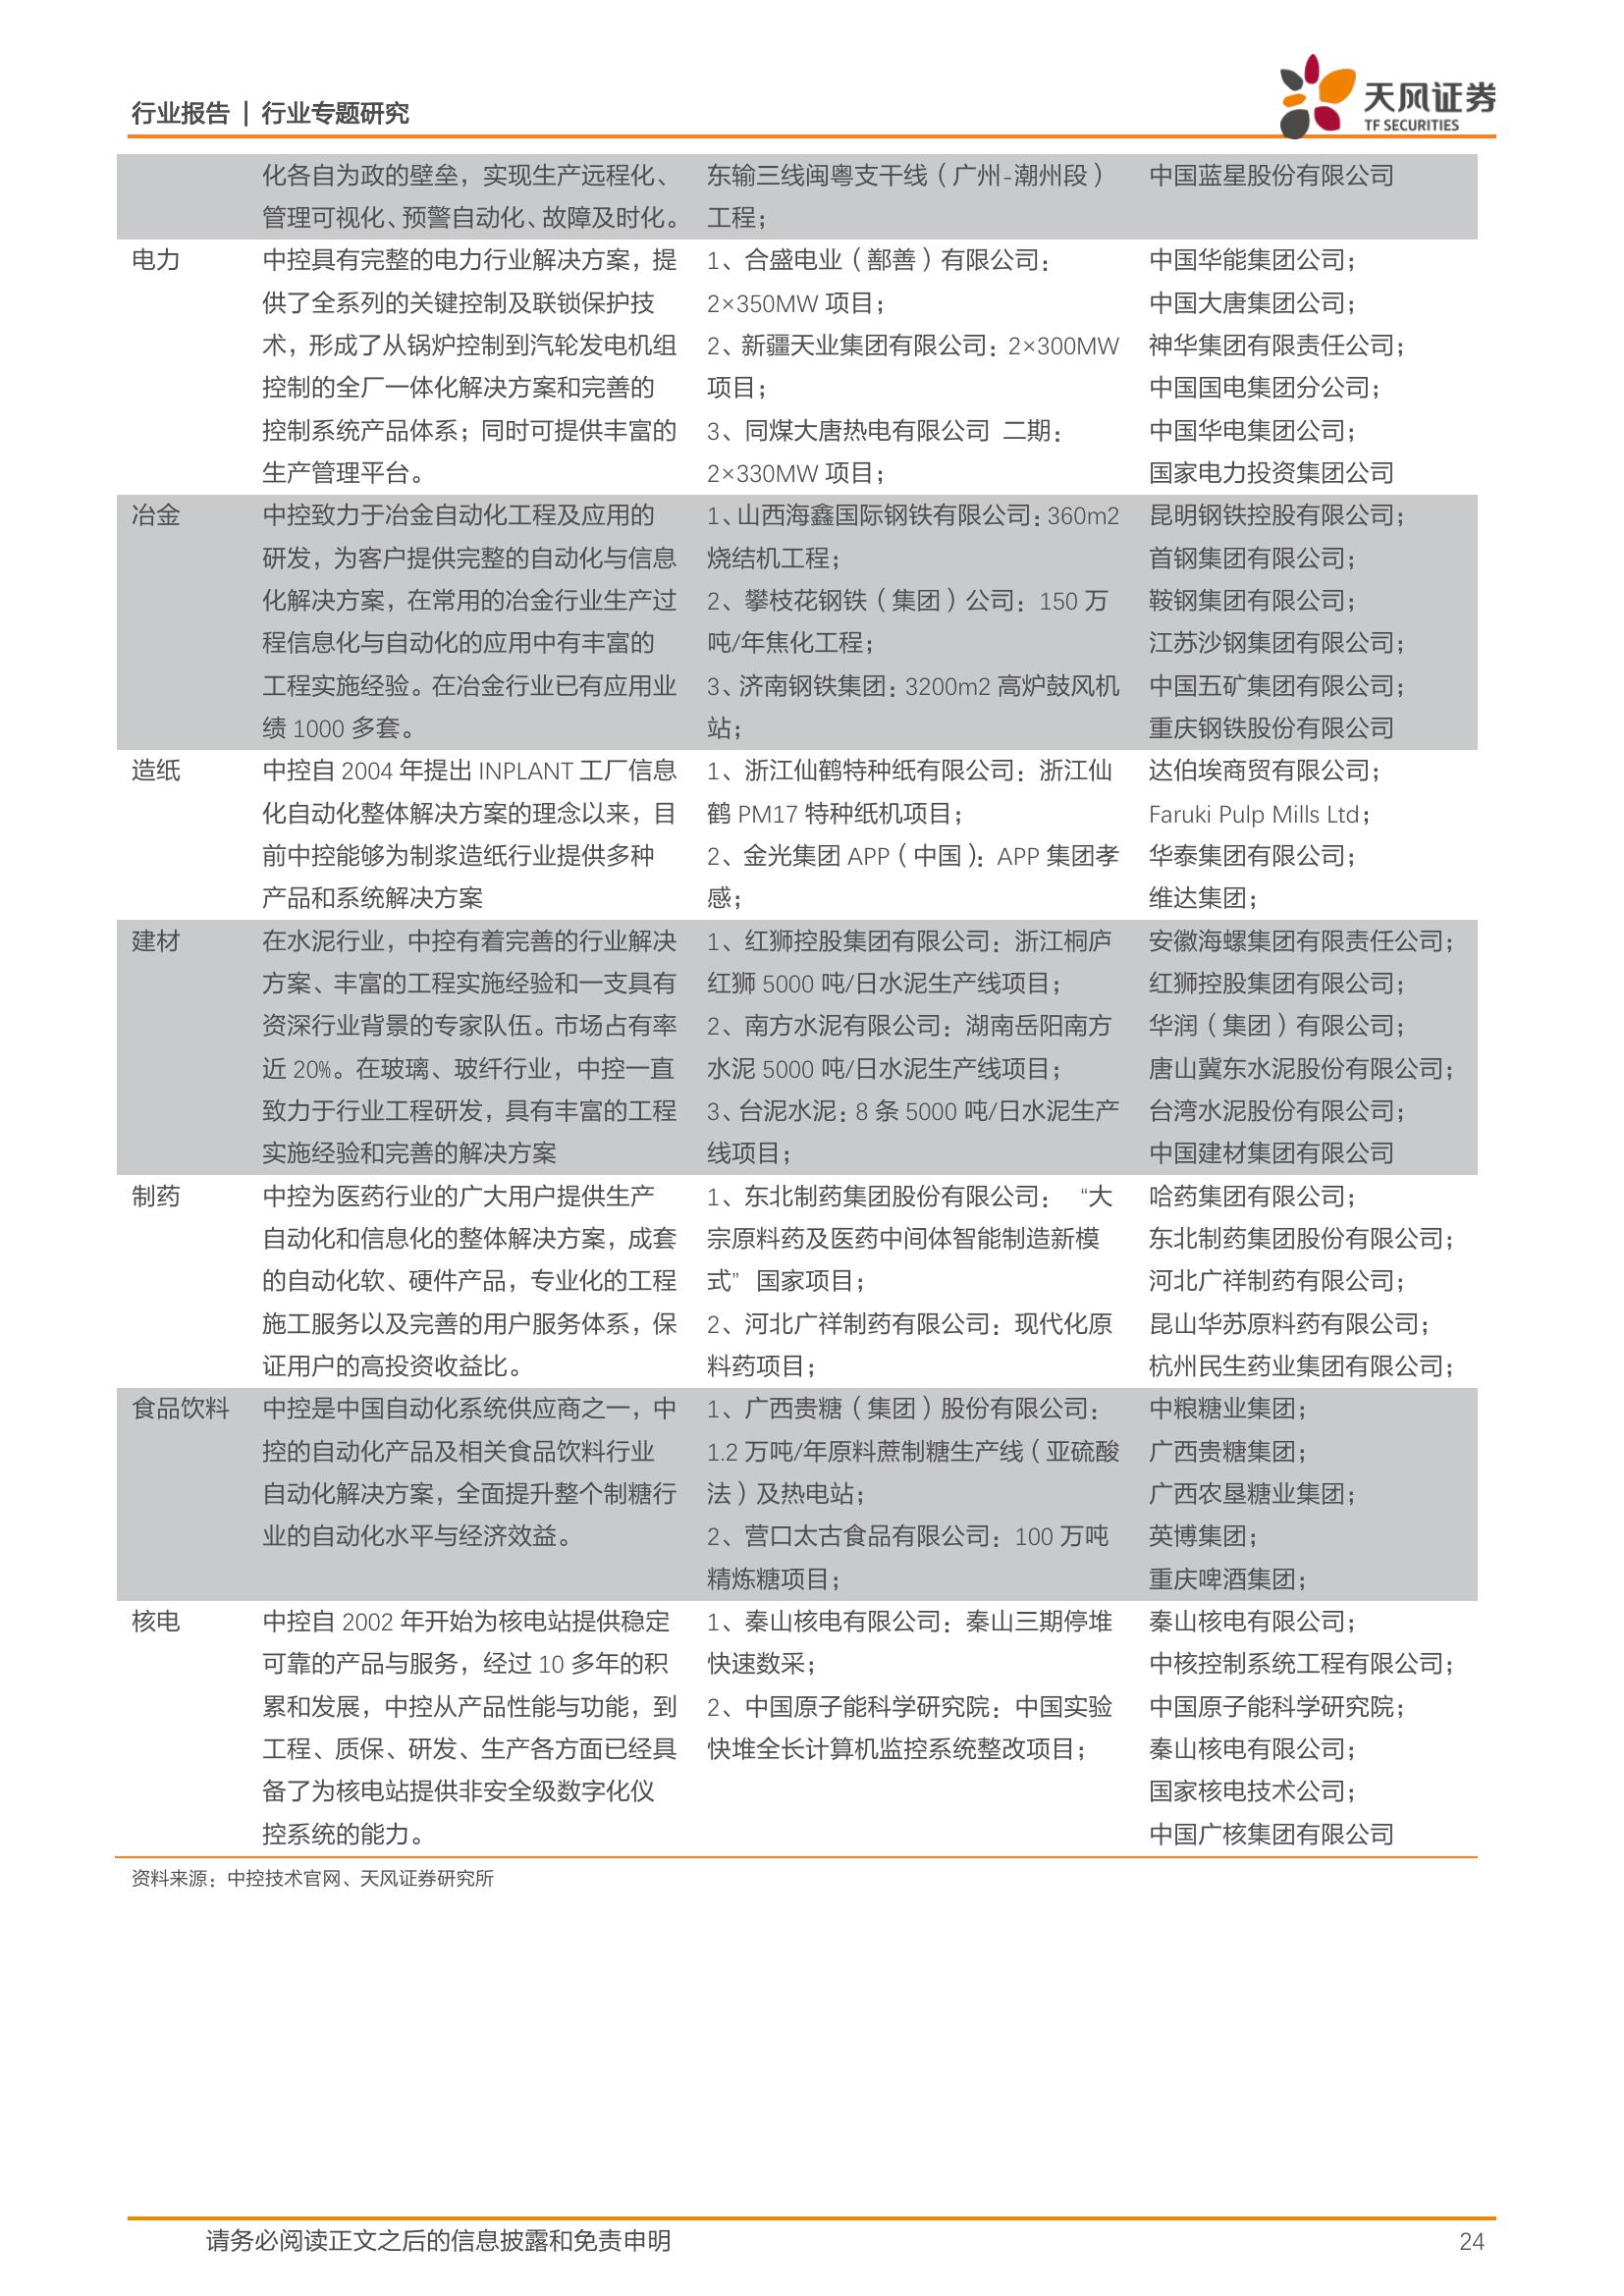 行业报告 | 行业专题研究
天风证券
TF SECURITIES
化各自为政的壁垒，实现生产远程化、
管理可视化、预警自动化、故障及时化。
东输三线闽粤支干线（广州-潮州段）
工程；
中国蓝星股份有限公司
电力
中控具有完整的电力行业解决方案，提
供了全系列的关键控制及联锁保护技
术，形成了从锅炉控制到汽轮发电机组
控制的全厂一体化解决方案和完善的
控制系统产品体系；同时可提供丰富的
生产管理平台。
1、合盛电业（鄯善）有限公司：
2×350MW 项目；
2、新疆天业集团有限公司：2×300MW
项目；
3、同煤大唐热电有限公司 二期：
2×330MW 项目；
中国华能集团公司；
中国大唐集团公司；
神华集团有限责任公司；
中国国电集团分公司；
中国华电集团公司；
国家电力投资集团公司
冶金
中控致力于冶金自动化工程及应用的
研发，为客户提供完整的自动化与信息
化解决方案，在常用的冶金行业生产过
程信息化与自动化的应用中有丰富的
工程实施经验。在冶金行业已有应用业
绩 1000 多套。
1、山西海鑫国际钢铁有限公司：360m2
烧结机工程；
2、攀枝花钢铁（集团）公司：150 万
吨/年焦化工程；
3、济南钢铁集团：3200m2 高炉鼓风机
站；
昆明钢铁控股有限公司；
首钢集团有限公司；
鞍钢集团有限公司；
江苏沙钢集团有限公司；
中国五矿集团有限公司；
重庆钢铁股份有限公司
造纸
中控自 2004 年提出 INPLANT 工厂信息
化自动化整体解决方案的理念以来，目
前中控能够为制浆造纸行业提供多种
产品和系统解决方案
1、浙江仙鹤特种纸有限公司：浙江仙
鹤 PM17 特种纸机项目；
2、金光集团 APP（中国）：APP 集团孝
感；
达伯埃商贸有限公司；
Faruki Pulp Mills Ltd；
华泰集团有限公司；
维达集团；
建材
在水泥行业，中控有着完善的行业解决
方案、丰富的工程实施经验和一支具有
资深行业背景的专家队伍。市场占有率
近 20%。在玻璃、玻纤行业，中控一直
致力于行业工程研发，具有丰富的工程
实施经验和完善的解决方案
1、红狮控股集团有限公司：浙江桐庐
红狮 5000 吨/日水泥生产线项目；
2、南方水泥有限公司：湖南岳阳南方
水泥 5000 吨/日水泥生产线项目；
3、台泥水泥：8 条 5000 吨/日水泥生产
线项目；
安徽海螺集团有限责任公司；
红狮控股集团有限公司；
华润（集团）有限公司；
唐山冀东水泥股份有限公司；
台湾水泥股份有限公司；
中国建材集团有限公司
制药
中控为医药行业的广大用户提供生产
自动化和信息化的整体解决方案，成套
的自动化软、硬件产品，专业化的工程
施工服务以及完善的用户服务体系，保
证用户的高投资收益比。
1、东北制药集团股份有限公司： “大
宗原料药及医药中间体智能制造新模
式” 国家项目；
2、河北广祥制药有限公司：现代化原
料药项目；
哈药集团有限公司；
东北制药集团股份有限公司；
河北广祥制药有限公司；
昆山华苏原料药有限公司；
杭州民生药业集团有限公司；
食品饮料
中控是中国自动化系统供应商之一，中
控的自动化产品及相关食品饮料行业
自动化解决方案，全面提升整个制糖行
业的自动化水平与经济效益。
1、广西贵糖（集团）股份有限公司：
1.2 万吨/年原料蔗制糖生产线（亚硫酸
法）及热电站；
2、营口太古食品有限公司：100 万吨
精炼糖项目；
中粮糖业集团；
广西贵糖集团；
广西农垦糖业集团；
英博集团；
重庆啤酒集团；
核电
中控自 2002 年开始为核电站提供稳定
可靠的产品与服务，经过 10 多年的积
累和发展，中控从产品性能与功能，到
工程、质保、研发、生产各方面已经具
备了为核电站提供非安全级数字化仪
控系统的能力。
1、秦山核电有限公司：秦山三期停堆
快速数采；
2、中国原子能科学研究院：中国实验
快堆全长计算机监控系统整改项目；
秦山核电有限公司；
中核控制系统工程有限公司；
中国原子能科学研究院；
秦山核电有限公司；
国家核电技术公司；
中国广核集团有限公司
资料来源：中控技术官网、天风证券研究所
请务必阅读正文之后的信息披露和免责申明
24